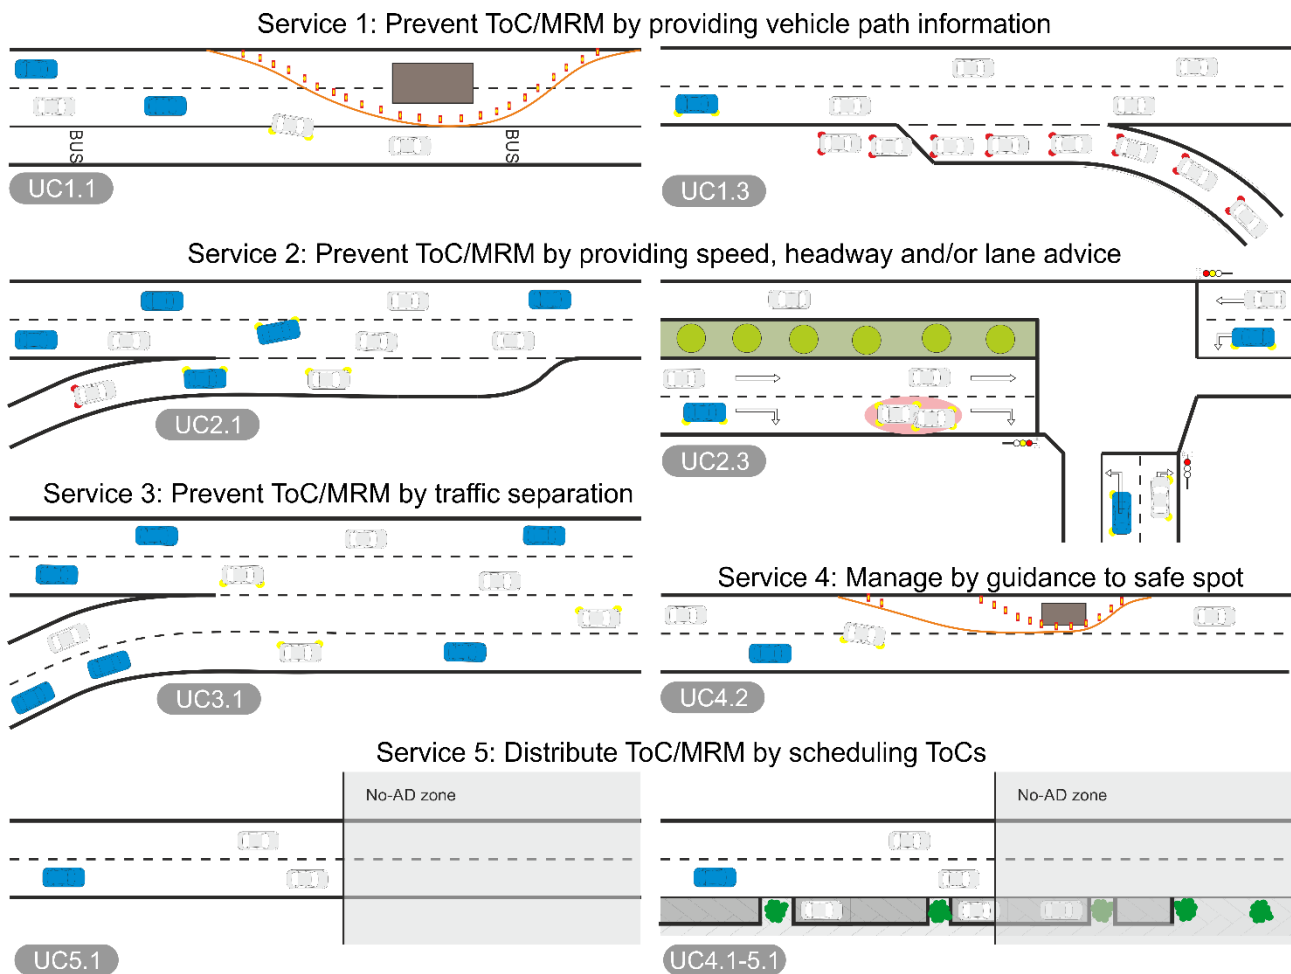 Service 1: Prevent ToC/MRM by providing vehicle path information
BUS
BUS
UC1.1
UC1.3
Service 2: Prevent ToC/MRM by providing speed, headway and/or lane advice
UC2.1
UC2.3
Service 3: Prevent ToC/MRM by traffic separation
UC3.1
Service 4: Manage by guidance to safe spot
UC4.2
Service 5: Distribute ToC/MRM by scheduling ToCs
No-AD zone
No-AD zone
UC5.1
UC4.1-5.1